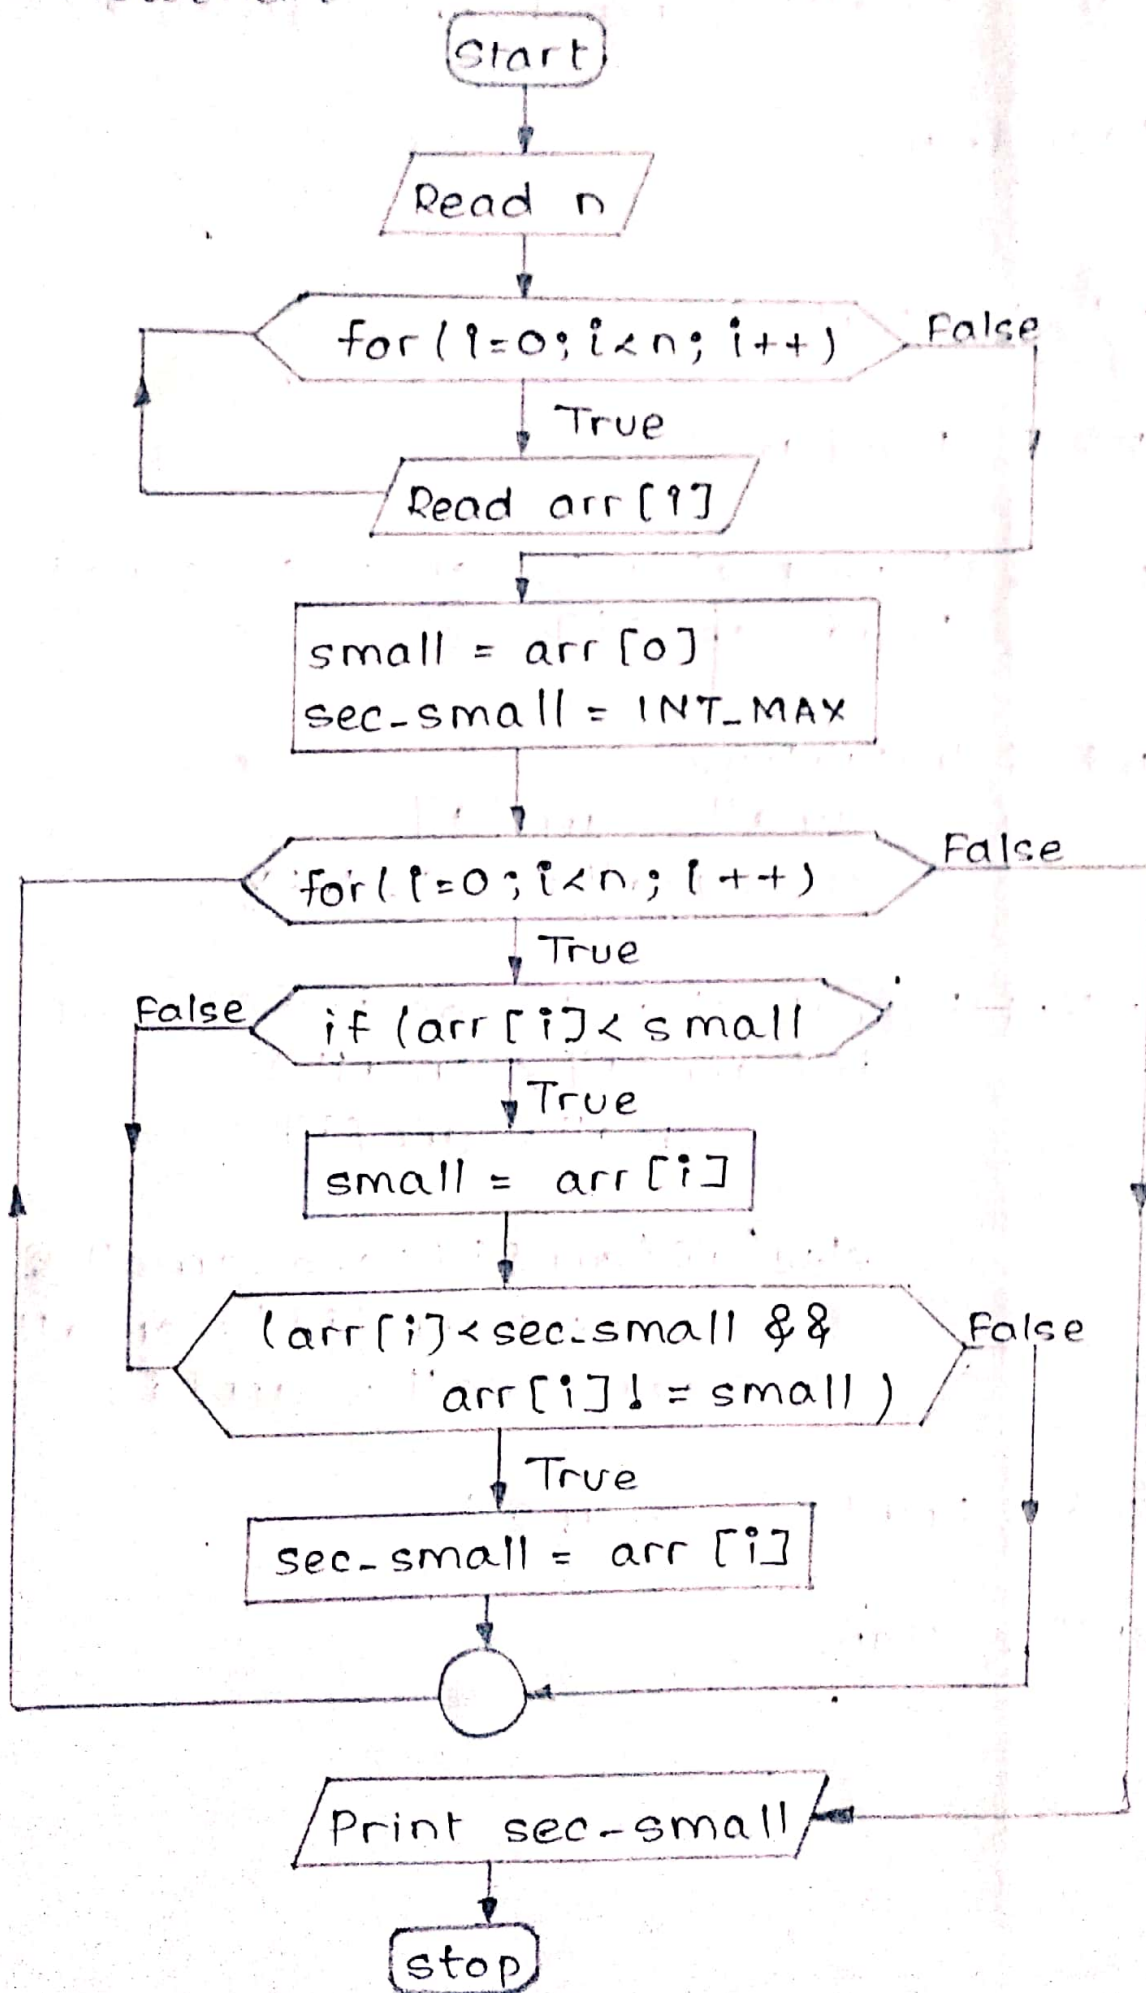 Start
Read n
for(i=0; i<n; i++)
False
True
Read arr[i]
small = arr[0]
sec-small = INT_MAX
for(i=0; i<n; i++)
False
True
False
if (arr[i]< small
True
small = arr[i]
(arr[i]<sec-small &&
arr[i]!=small)
False
True
sec-small = arr[i]
Print sec-small
stop